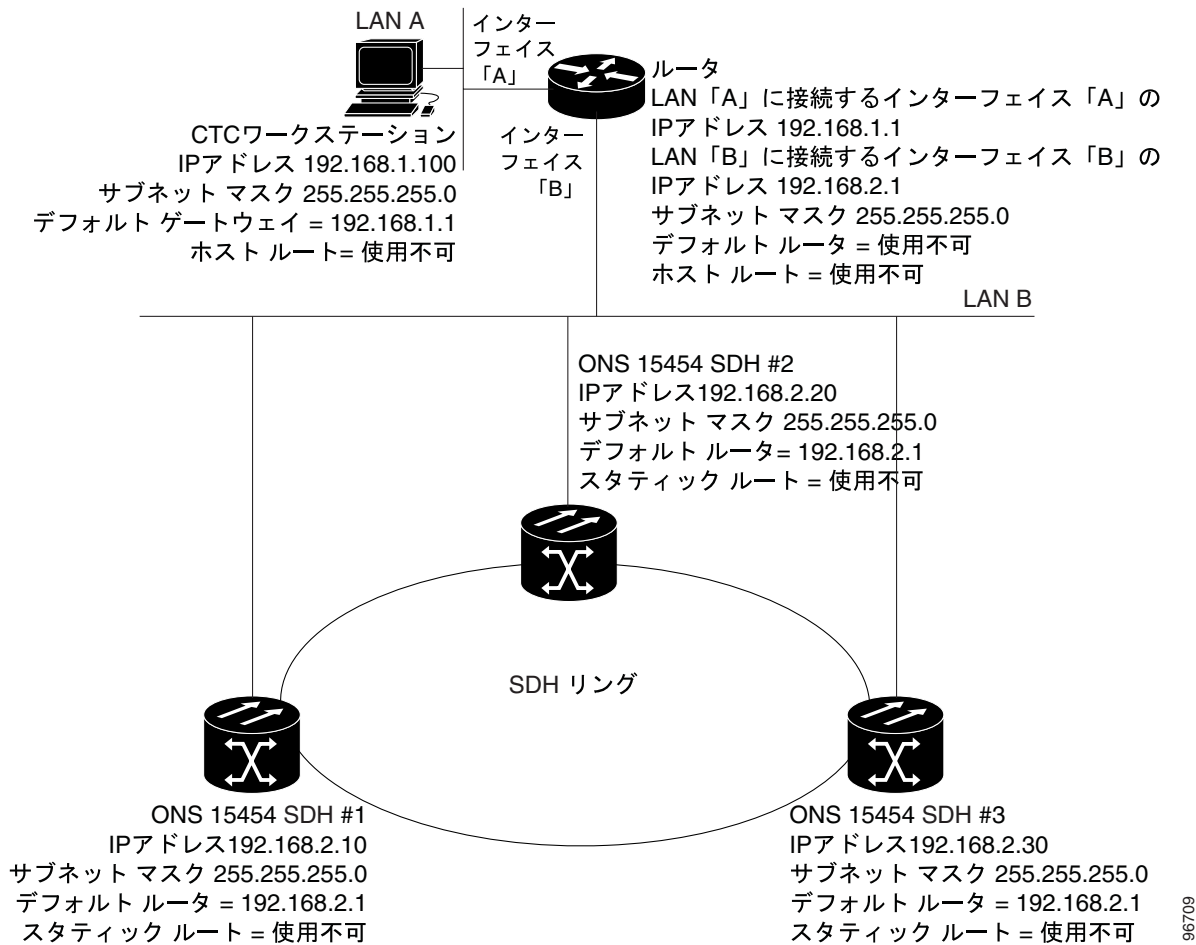 LAN A
インター
フェイス
「A」
CTCワークステーション
IPアドレス 192.168.1.100
サブネット マスク 255.255.255.0
デフォルト ゲートウェイ = 192.168.1.1
ホスト ルート= 使用不可
インター
フェイス
「B」
ルータ
LAN「A」に接続するインターフェイス「A」の
IPアドレス 192.168.1.1
LAN「B」に接続するインターフェイス「B」の
IPアドレス 192.168.2.1
サブネット マスク 255.255.255.0
デフォルト ルータ = 使用不可
ホスト ルート = 使用不可
LAN B
ONS 15454 SDH #2
IPアドレス192.168.2.20
サブネット マスク 255.255.255.0
デフォルト ルータ= 192.168.2.1
スタティック ルート = 使用不可
SDH リング
ONS 15454 SDH #1
IPアドレス192.168.2.10
サブネット マスク 255.255.255.0
デフォルト ルータ = 192.168.2.1
スタティック ルート = 使用不可
ONS 15454 SDH #3
IPアドレス192.168.2.30
サブネット マスク 255.255.255.0
デフォルト ルータ = 192.168.2.1
スタティック ルート = 使用不可
96709